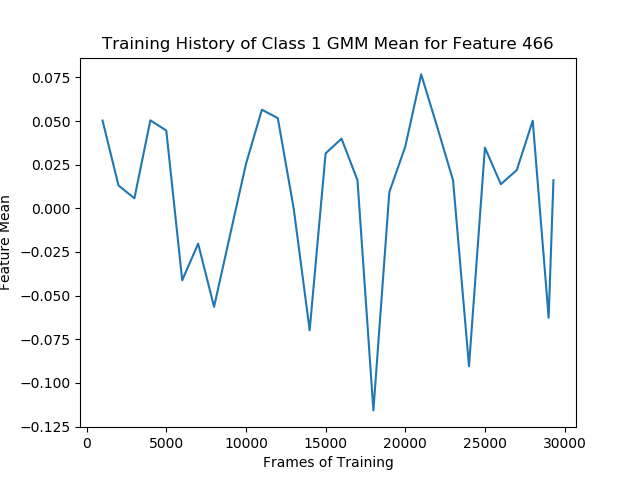 Training History of Class 1 GMM Mean for Feature 466
0.075
0.050
0.025
0.000
−0.025
−0.050
−0.075
−0.100
−0.125
Feature Mean
0 5000 10000 15000 20000 25000 30000
Frames of Training